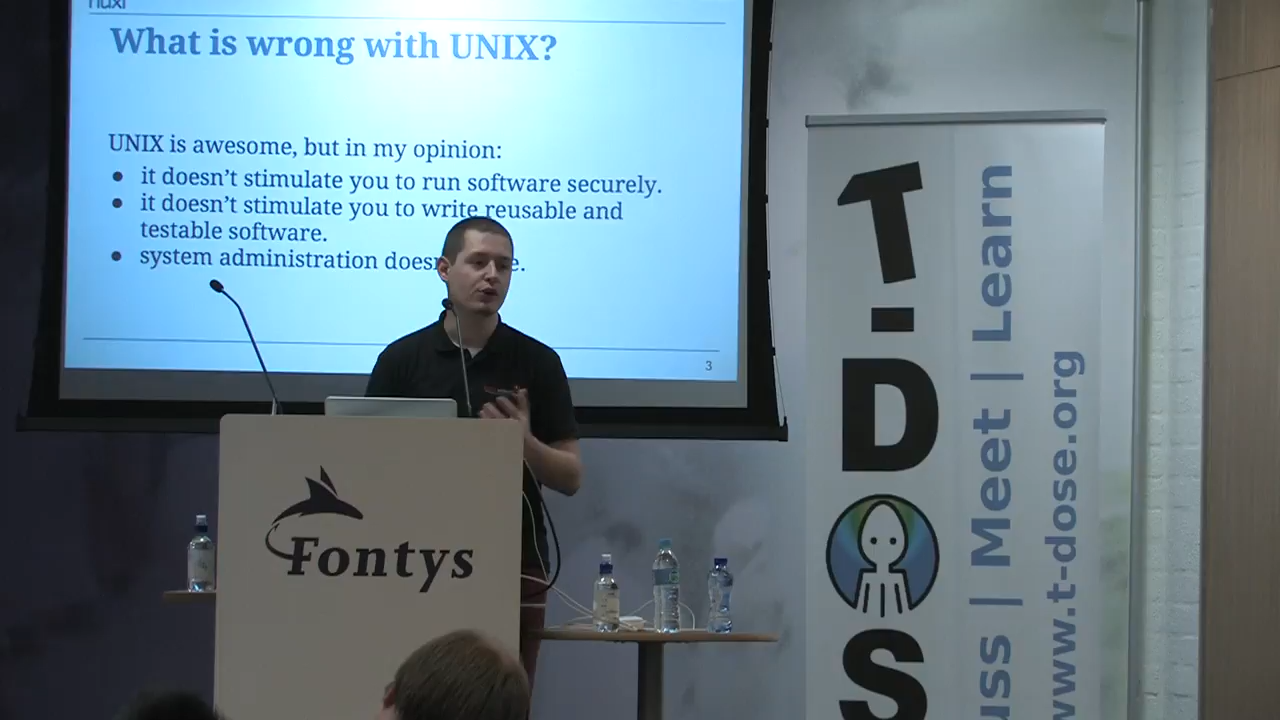 What is wrong with UNIX?
UNIX is awesome, but in my opinion:
● it doesn't stimulate you to run software securely.
● it doesn't stimulate you to write reusable and
testable software.
● system administration
3
Fontys
T-DOS
Meet | Learn
www.t-dose.org